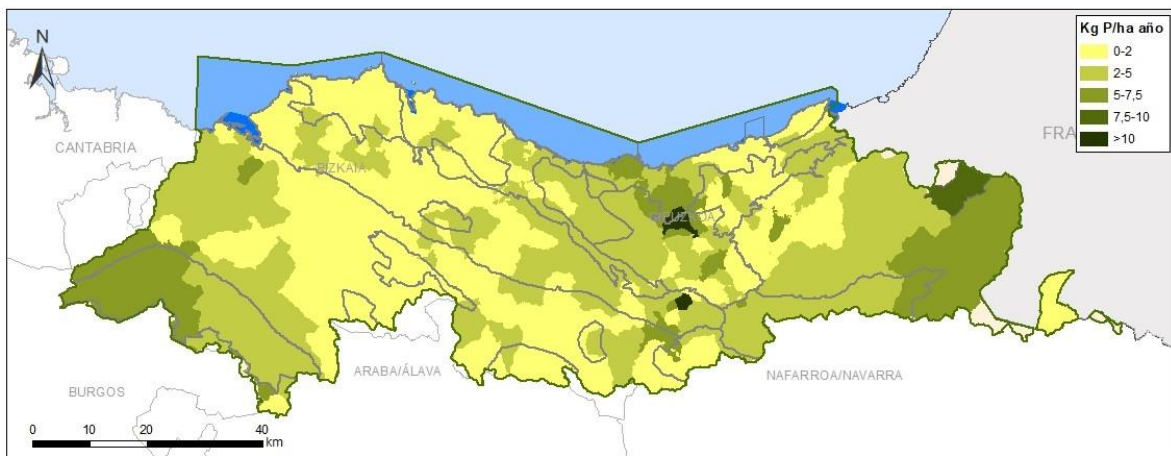 N
Kg P/ha año
0-2
2-5
5-7,5
7,5-10
>10
CANTABRIA
FRA
BIZKAIA
BURGOS
ARABA/ÁLAVA
NAFARROA/NAVARRA
0 10 20 40
km